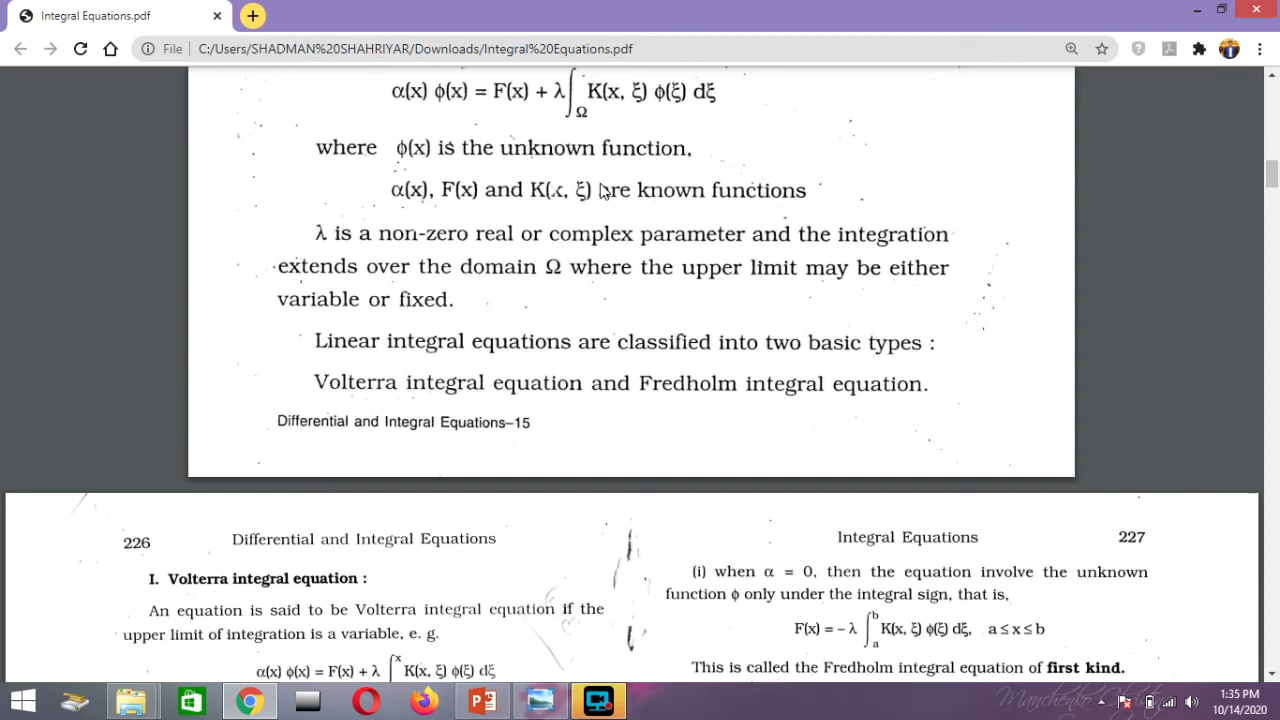 Integral Equations.pdf
File C:/Users/SHADMAN%20SHAHRIYAR/Downloads/Integral%20Equations.pdf
α(x) ϕ(x) = F(x) + λ∫Ω K(x, ξ) ϕ(ξ) dξ
where ϕ(x) is the unknown function,
α(x), F(x) and K(x, ξ) are known functions
λ is a non-zero real or complex parameter and the integration
extends over the domain Ω where the upper limit may be either
variable or fixed.
Linear integral equations are classified into two basic types :
Volterra integral equation and Fredholm integral equation.
Differential and Integral Equations–15
226 Differential and Integral Equations
I. Volterra integral equation :
An equation is said to be Volterra integral equation if the
upper limit of integration is a variable, e. g.
α(x) ϕ(x) = F(x) + λ ∫ x K(x, ξ) ϕ(ξ) dξ
Integral Equations 227
(i) when α = 0, then the equation involve the unknown
function ϕ only under the integral sign, that is,
F(x) = – λ ∫ b a K(x, ξ) ϕ(ξ) dξ, a ≤ x ≤ b
This is called the Fredholm integral equation of first kind.
1:35 PM
10/14/2020